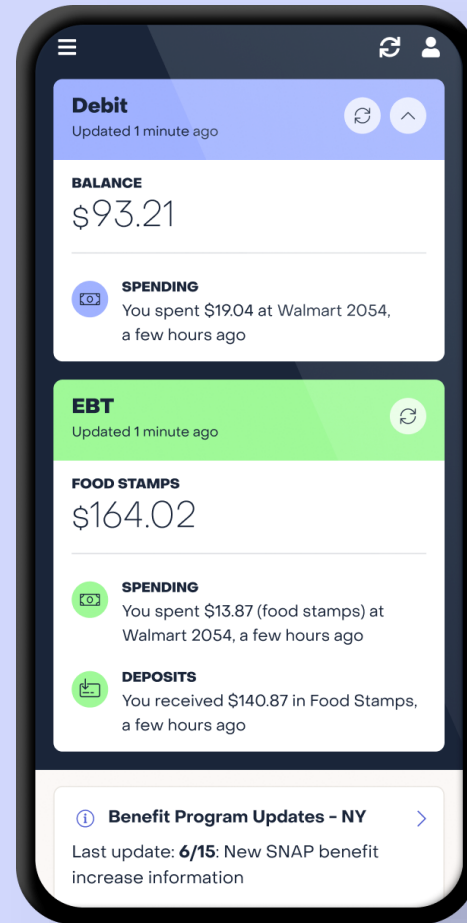 Debit
Updated 1 minute ago
BALANCE
$93.21
SPENDING
You spent $19.04 at Walmart 2054,
a few hours ago
EBT
Updated 1 minute ago
FOOD STAMPS
$164.02
SPENDING
You spent $13.87 (food stamps) at
Walmart 2054, a few hours ago
DEPOSITS
You received $140.87 in Food Stamps,
a few hours ago
Benefit Program Updates - NY
Last update: 6/15: New SNAP benefit
increase information